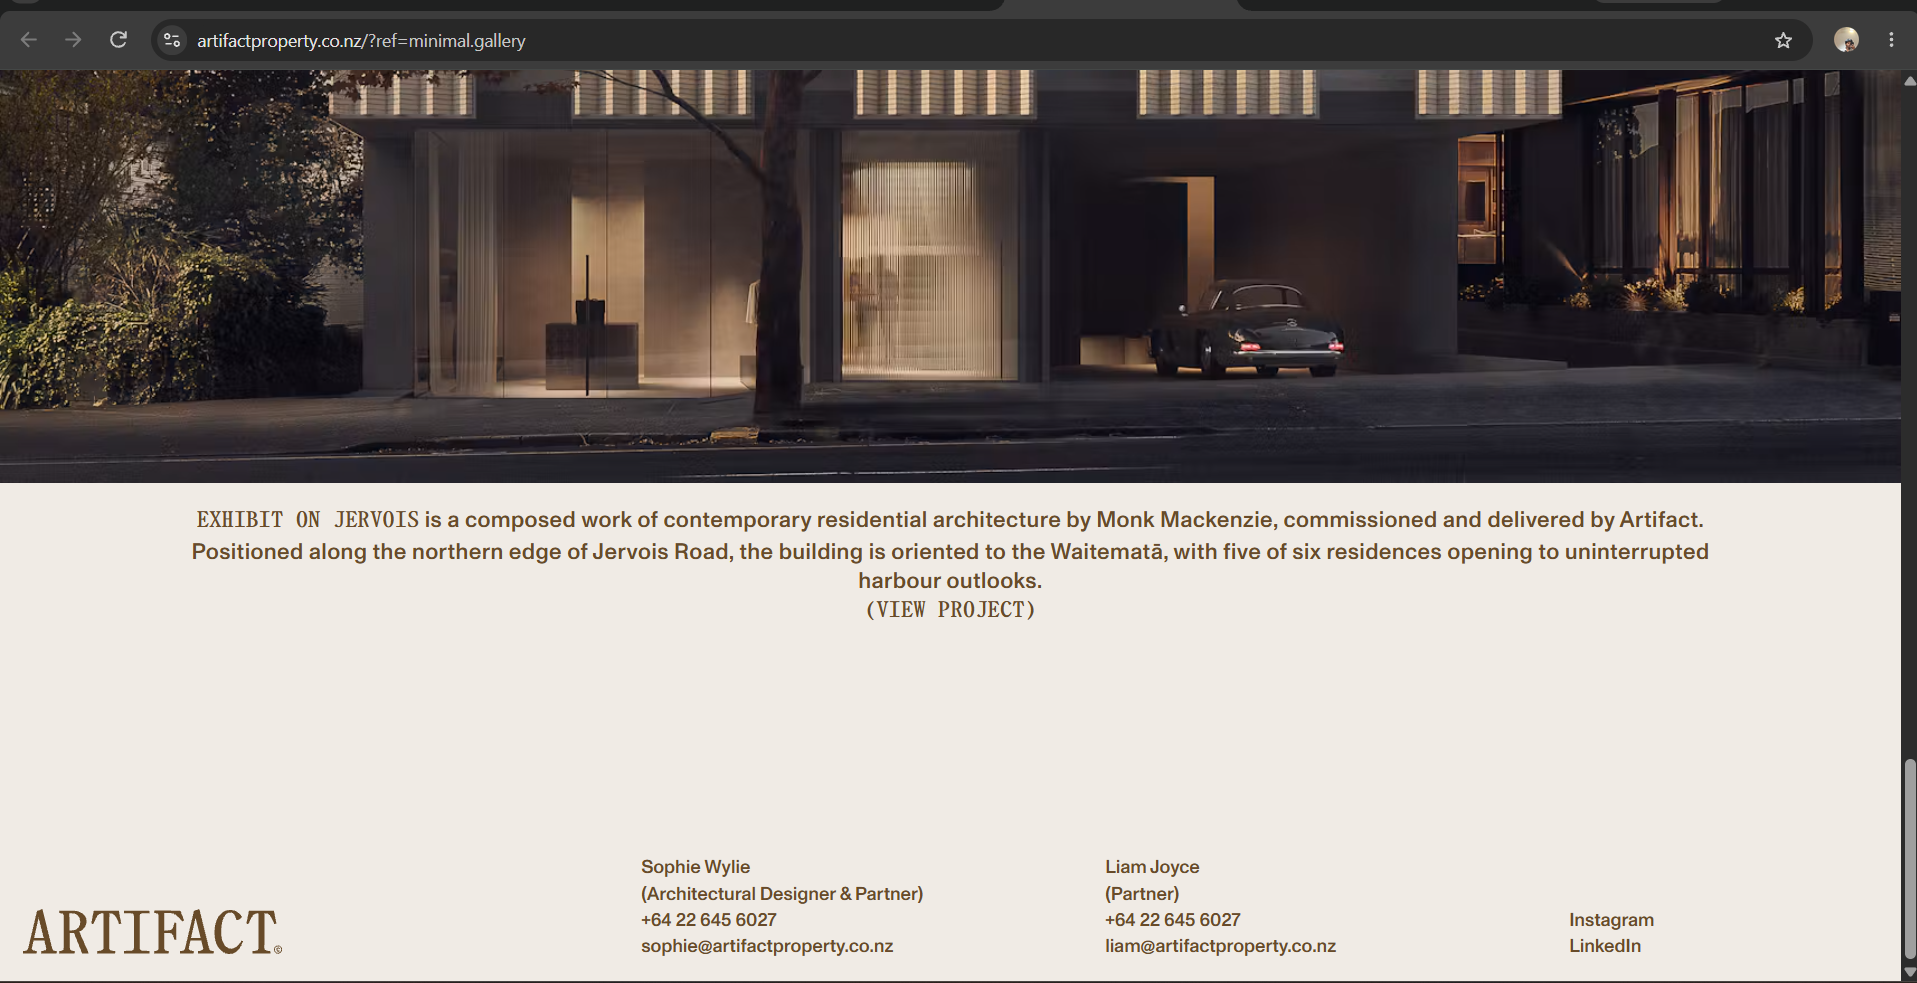 artifactproperty.co.nz/?ref=minimal.gallery
EXHIBIT ON JERVOIS is a composed work of contemporary residential architecture by Monk Mackenzie, commissioned and delivered by Artifact.
Positioned along the northern edge of Jervois Road, the building is oriented to the Waitematā, with five of six residences opening to uninterrupted
harbour outlooks.
(VIEW PROJECT)
ARTIFACT©
Sophie Wylie
(Architectural Designer & Partner)
+64 22 645 6027
sophie@artifactproperty.co.nz
Liam Joyce
(Partner)
+64 22 645 6027
liam@artifactproperty.co.nz
Instagram
LinkedIn